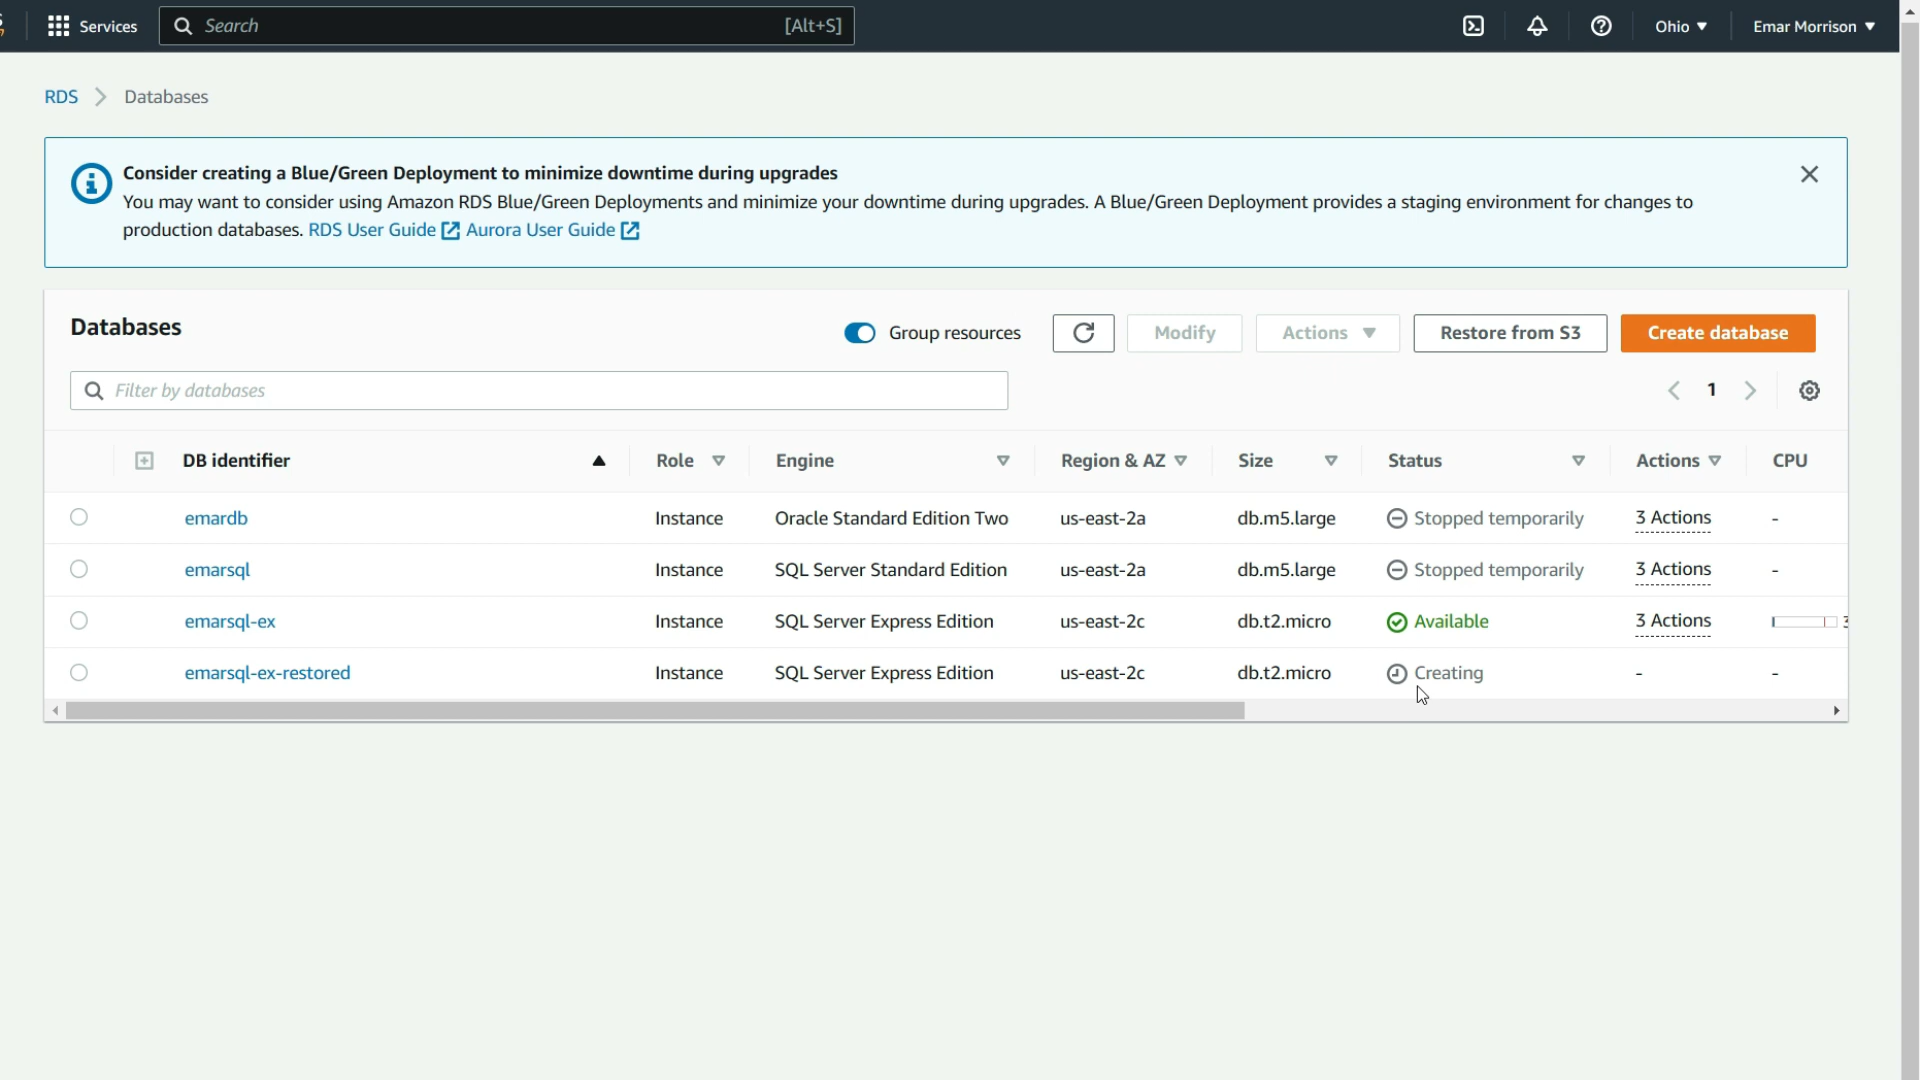 Services
Search [Alt+S]
Ohio
Emar Morrison
RDS > Databases
Consider creating a Blue/Green Deployment to minimize downtime during upgrades
You may want to consider using Amazon RDS Blue/Green Deployments and minimize your downtime during upgrades. A Blue/Green Deployment provides a staging environment for changes to
production databases. RDS User Guide Aurora User Guide
Databases
Group resources
Modify
Actions
Restore from S3
Create database
Filter by databases
1
DB identifier Role Engine Region & AZ Size Status Actions CPU
emardb Instance Oracle Standard Edition Two us-east-2a db.m5.large Stopped temporarily 3 Actions -
emarsql Instance SQL Server Standard Edition us-east-2a db.m5.large Stopped temporarily 3 Actions -
emarsql-ex Instance SQL Server Express Edition us-east-2c db.t2.micro Available 3 Actions
emarsql-ex-restored Instance SQL Server Express Edition us-east-2c db.t2.micro Creating - -